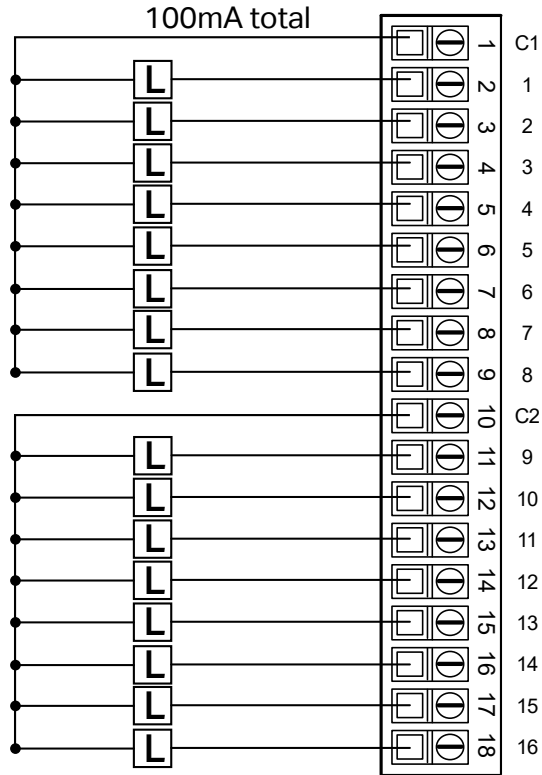 100mA total
1 C1
L 2 1
L 3 2
L 4 3
L 5 4
L 6 5
L 7 6
L 8 7
L 9 8
10 C2
L 11 9
L 12 10
L 13 11
L 14 12
L 15 13
L 16 14
L 17 15
L 18 16